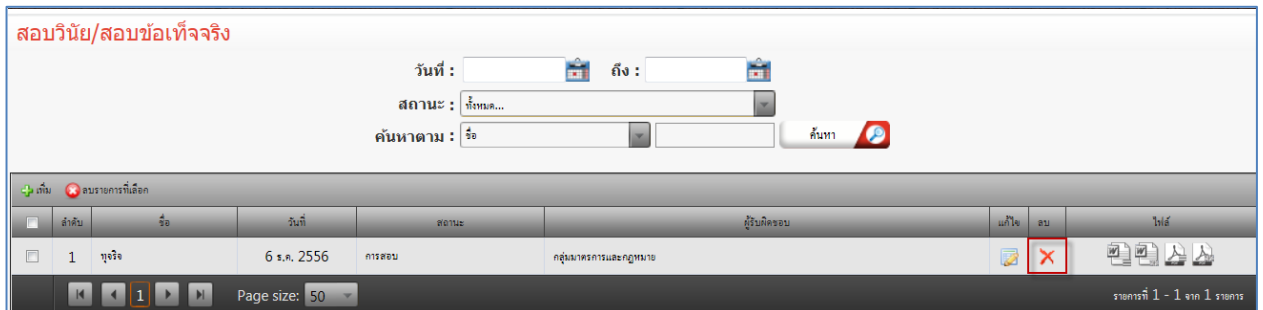 สอบวินัย/สอบข้อเท็จจริง
วันที่ : ถึง :
สถานะ : ทั้งหมด...
ค้นหาตาม : ชื่อ ค้นหา
เพิ่ม ลบรายการที่เลือก
ลำดับ ชื่อ วันที่ สถานะ ผู้รับผิดชอบ แก้ไข ลบ ไฟล์
1 ทุจริจ 6 ธ.ค. 2556 การสอบ กลุ่มมาตรการและกฎหมาย
1 Page size: 50 รายการที่ 1 - 1 จาก 1 รายการ